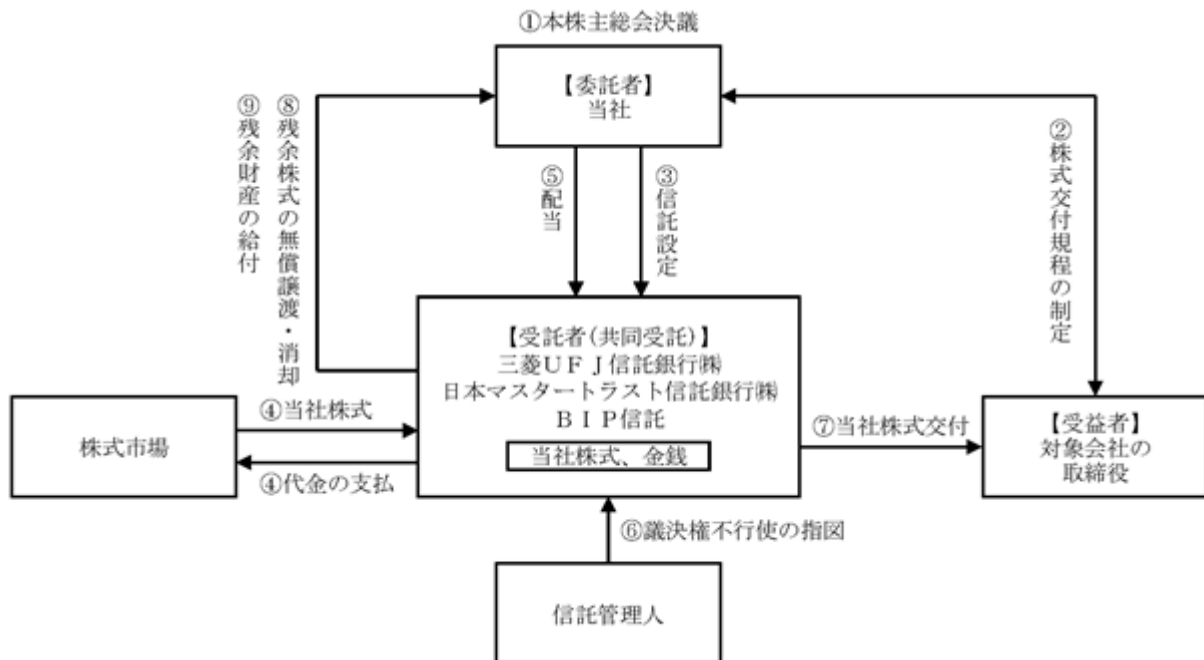 ①本株主総会決議
【委託者】
当社
⑨残余財産の給付
⑧残余株式の無償譲渡・消却
⑤配当
③信託設定
②株式交付規程の制定
【受託者(共同受託)】
三菱UFJ信託銀行㈱
日本マスタートラスト信託銀行㈱
BIP信託
当社株式、金銭
株式市場
④当社株式
④代金の支払
⑦当社株式交付
【受益者】
対象会社の
取締役
⑥議決権不行使の指図
信託管理人